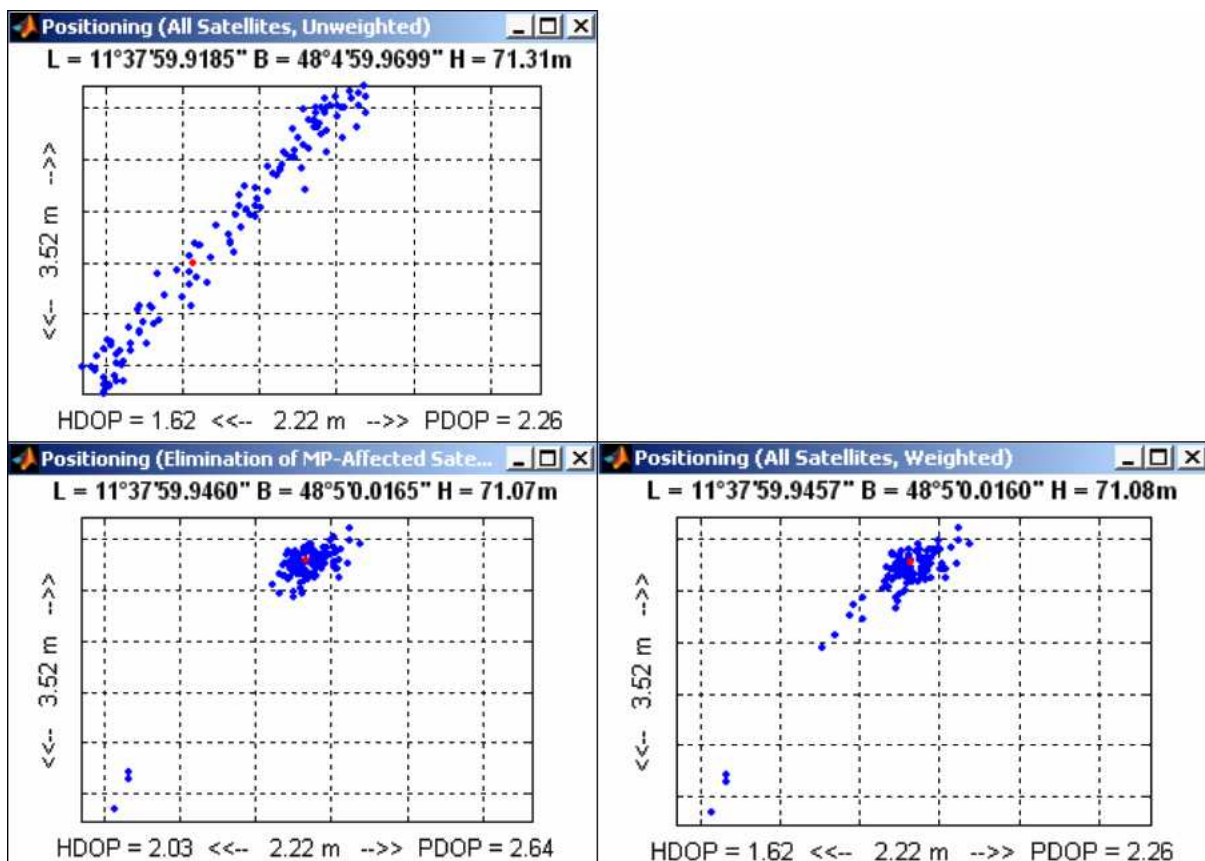 Positioning (All Satellites, Unweighted)
L = 11°37'59.9185" B = 48°4'59.9699" H = 71.31m
<<-- 3.52 m -->>
HDOP = 1.62 <<-- 2.22 m -->> PDOP = 2.26
Positioning (Elimination of MP-Affected Sate...
L = 11°37'59.9460" B = 48°5'0.0165" H = 71.07m
<<-- 3.52 m -->>
HDOP = 2.03 <<-- 2.22 m -->> PDOP = 2.64
Positioning (All Satellites, Weighted)
L = 11°37'59.9457" B = 48°5'0.0160" H = 71.08m
<<-- 3.52 m -->>
HDOP = 1.62 <<-- 2.22 m -->> PDOP = 2.26